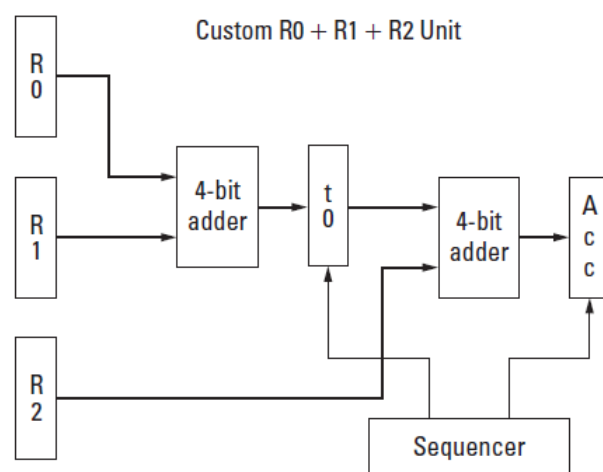 Custom R0 + R1 + R2 Unit
R
0
R
1
R
2
4-bit
adder
t
0
4-bit
adder
A
c
c
Sequencer